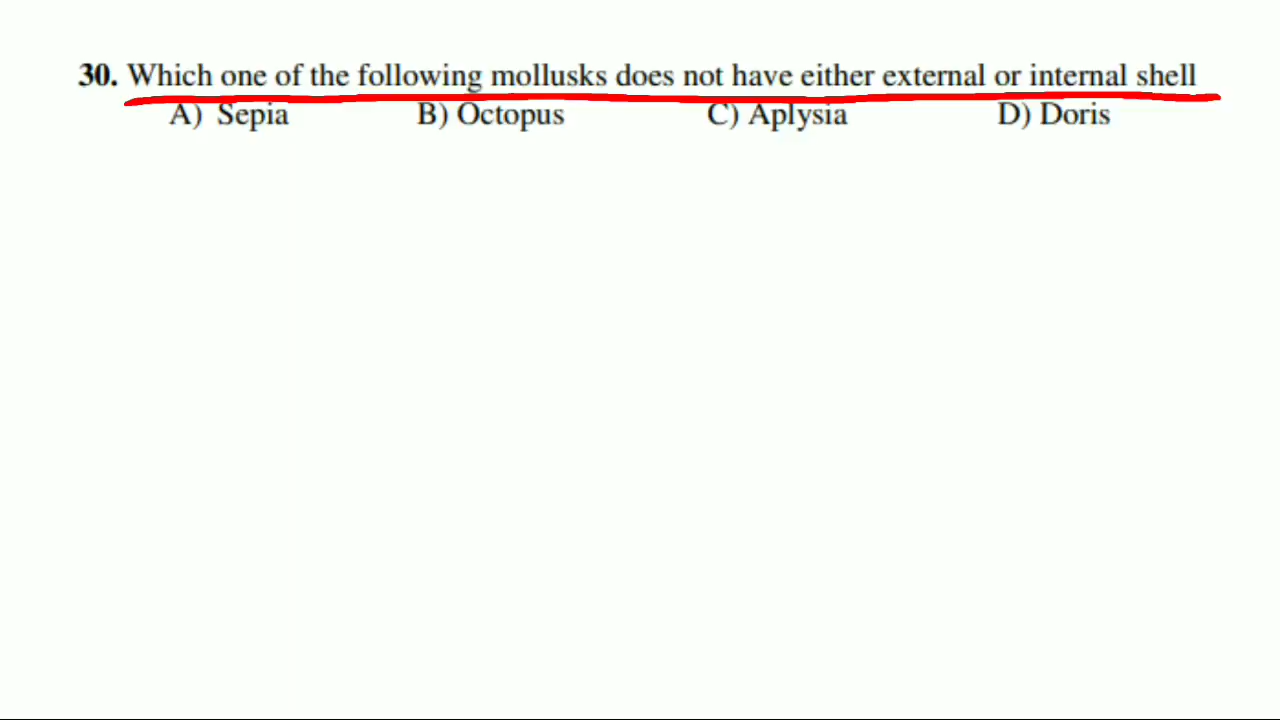 30. Which one of the following mollusks does not have either external or internal shell
A) Sepia B) Octopus C) Aplysia D) Doris